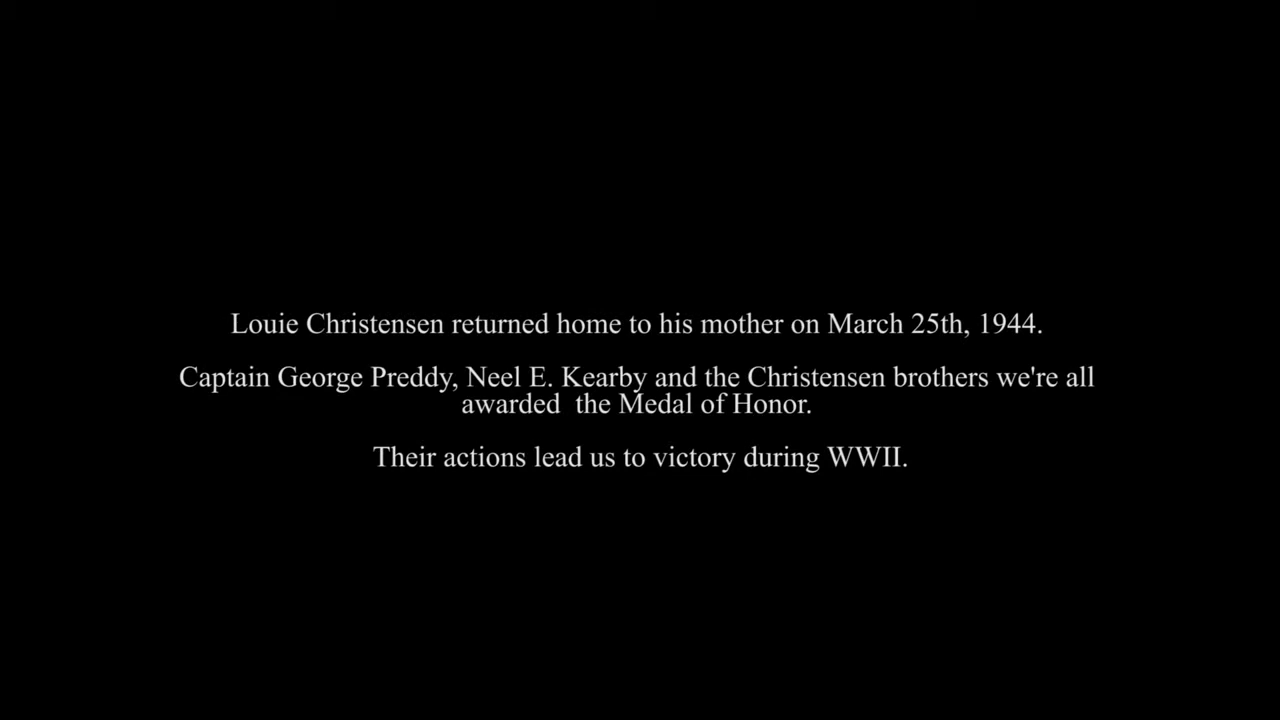 Louie Christensen returned home to his mother on March 25th, 1944.
Captain George Preddy, Neel E. Kearby and the Christensen brothers we're all
awarded  the Medal of Honor.
Their actions lead us to victory during WWII.